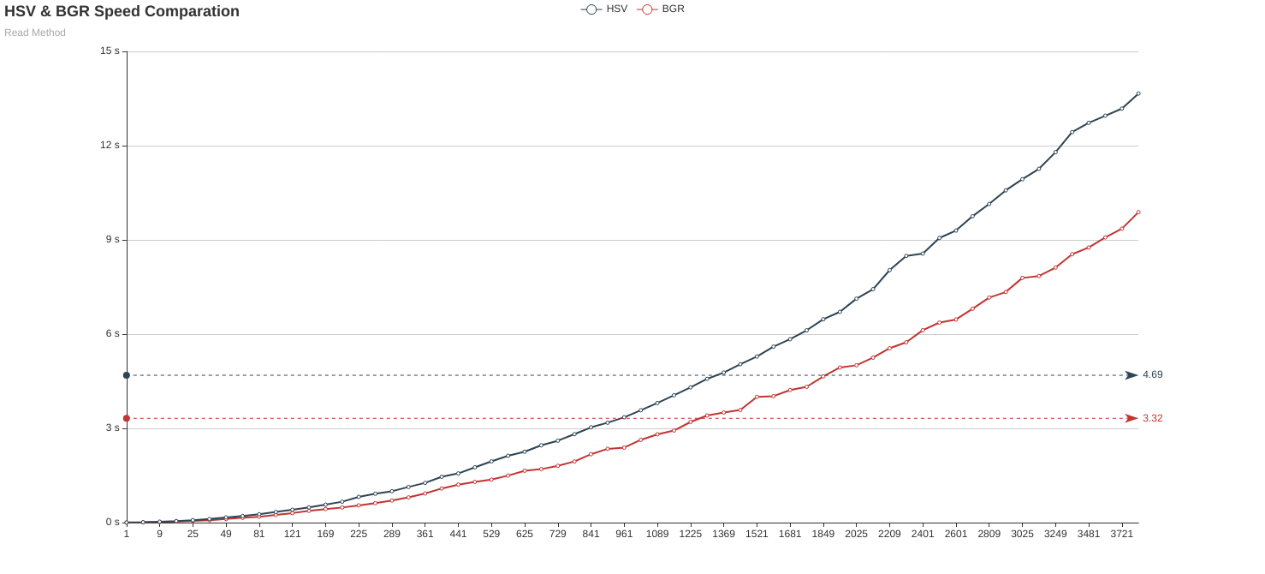 HSV & BGR Speed Comparation
HSV BGR
Read Method
15 s
12 s
9 s
6 s
4.69
3.32
3 s
0 s
1 9 25 49 81 121 169 225 289 361 441 529 625 729 841 961 1089 1225 1369 1521 1681 1849 2025 2209 2401 2601 2809 3025 3249 3481 3721